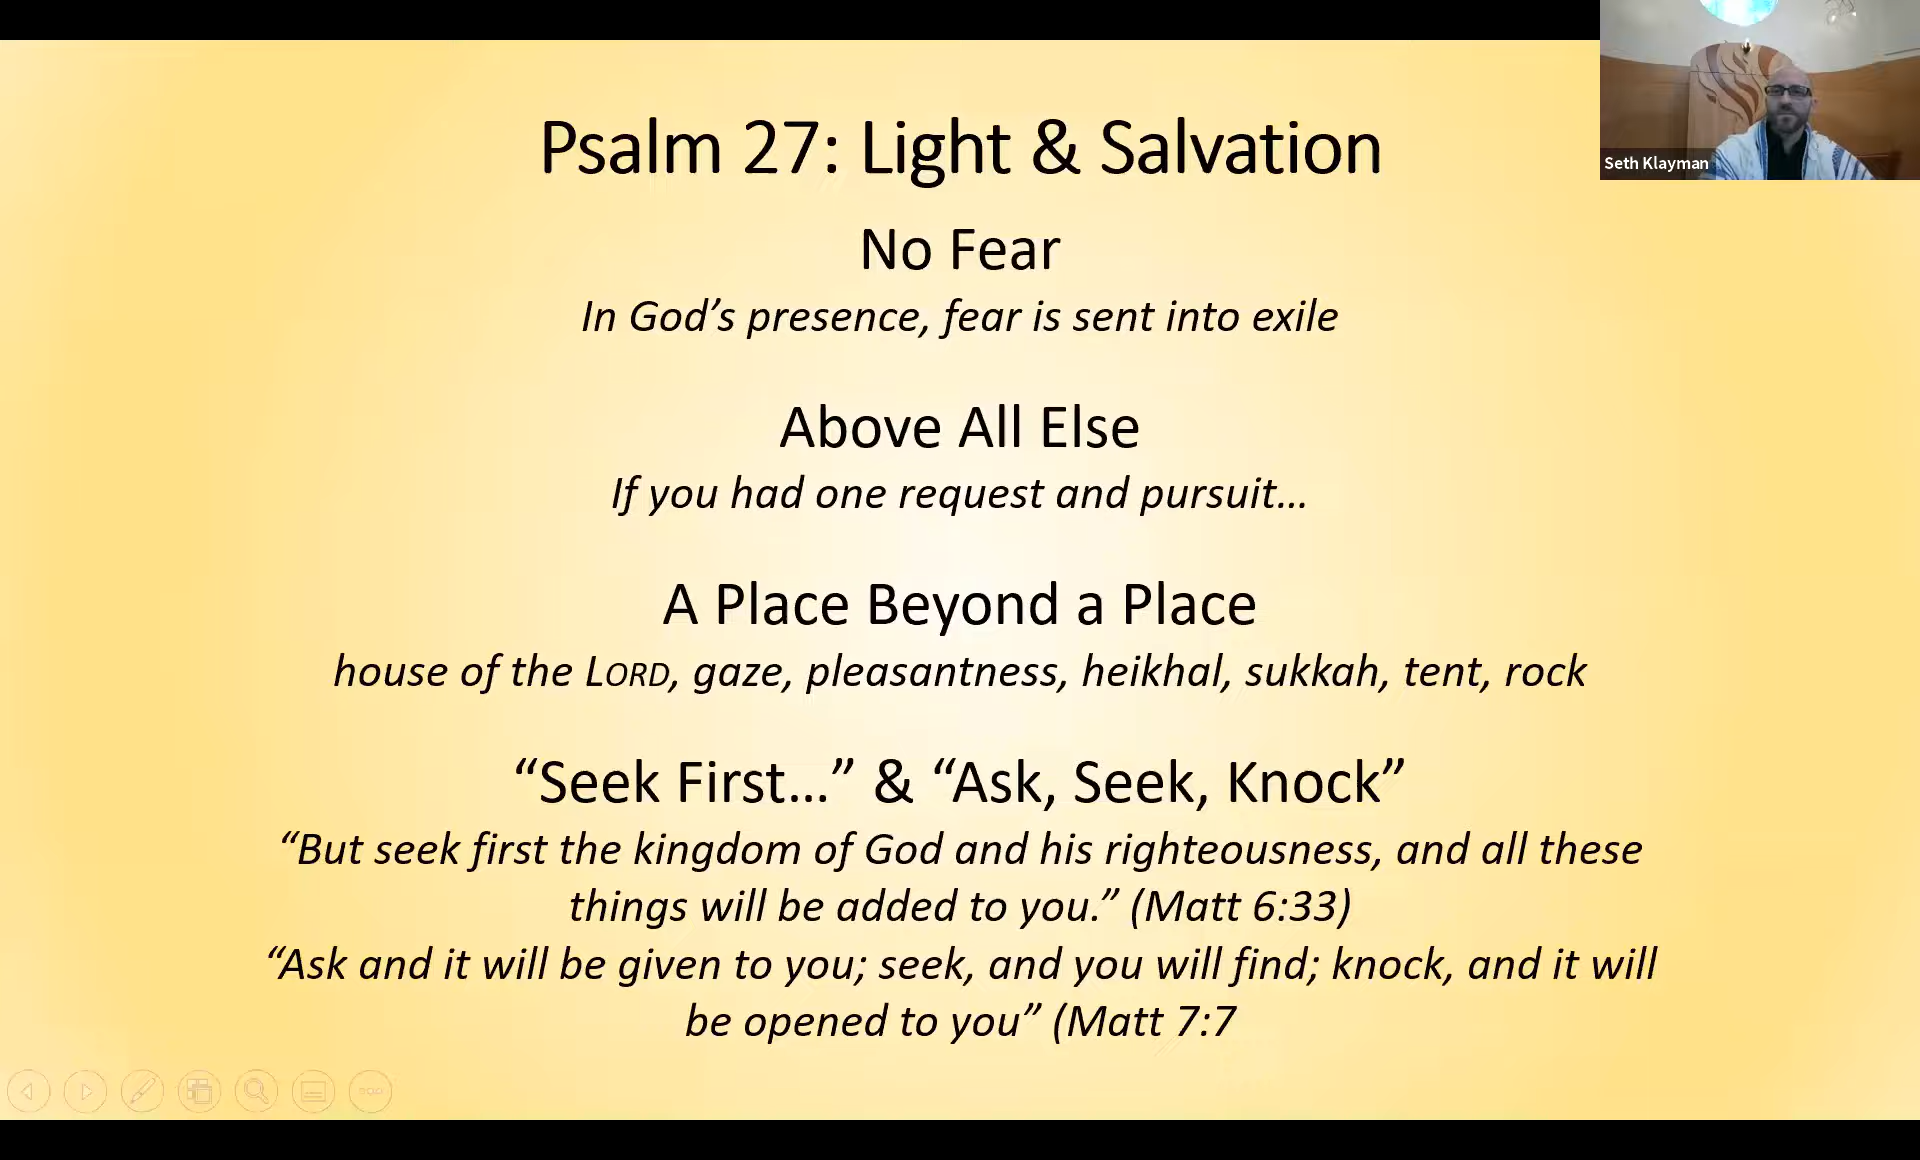 Psalm 27: Light & Salvation
Seth Klayman
No Fear
In God’s presence, fear is sent into exile
Above All Else
If you had one request and pursuit…
A Place Beyond a Place
house of the LORD, gaze, pleasantness, heikhal, sukkah, tent, rock
“Seek First…” & “Ask, Seek, Knock”
“But seek first the kingdom of God and his righteousness, and all these
things will be added to you.” (Matt 6:33)
“Ask and it will be given to you; seek, and you will find; knock, and it will
be opened to you” (Matt 7:7